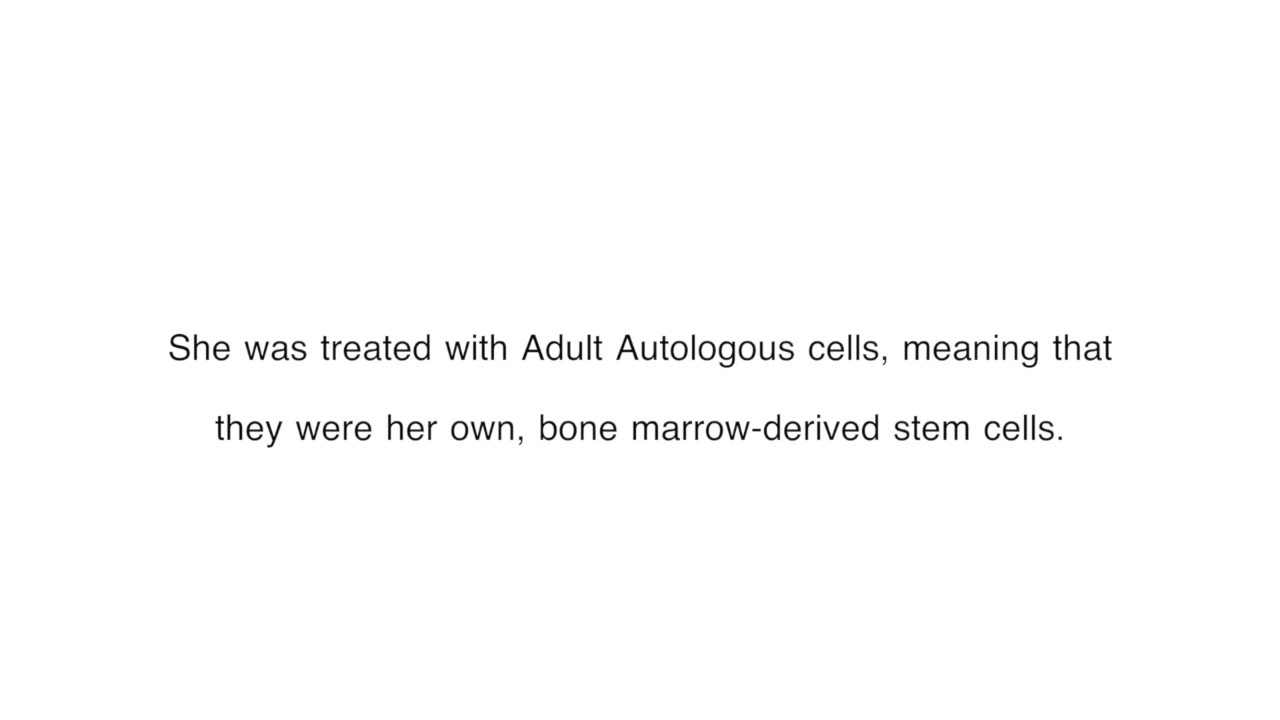 She was treated with Adult Autologous cells, meaning that
they were her own, bone marrow-derived stem cells.